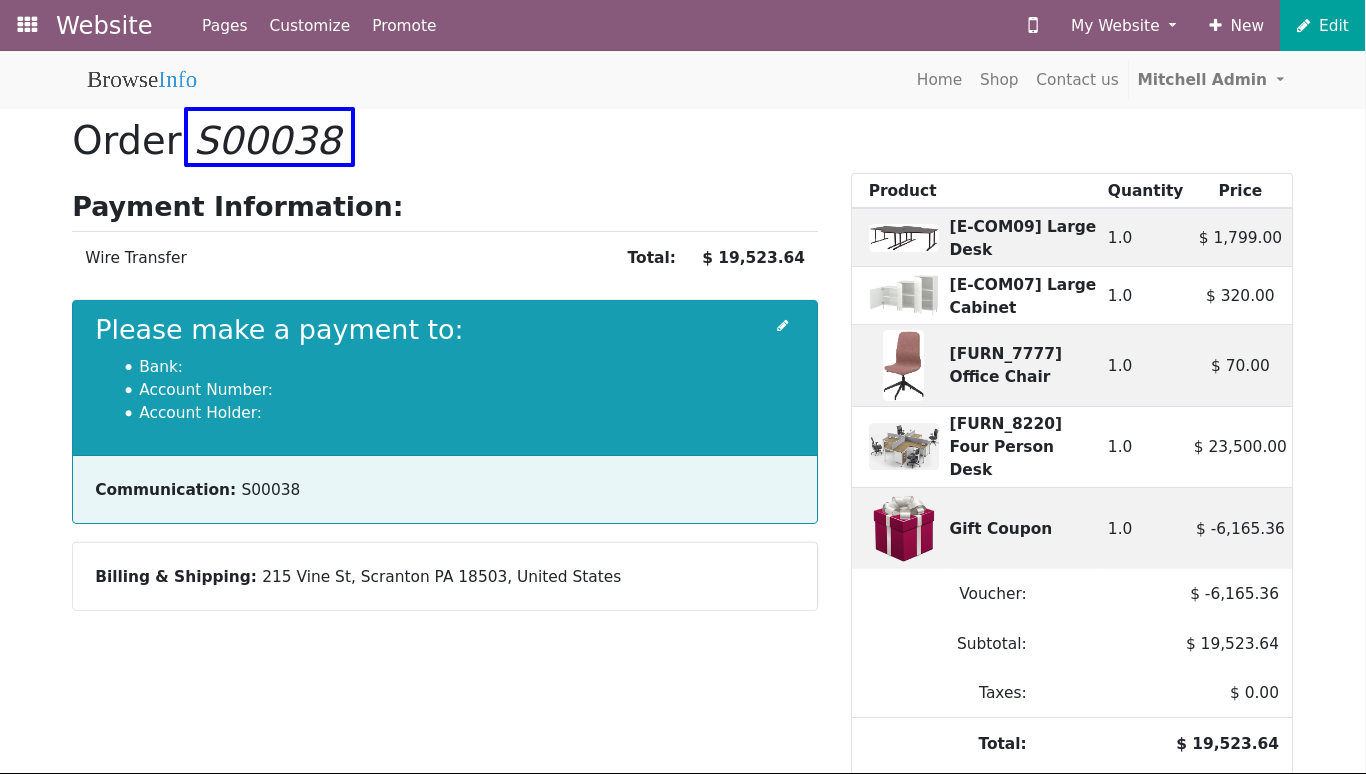 Website Pages Customize Promote My Website New Edit
BrowseInfo Home Shop Contact us Mitchell Admin
Order S00038
Payment Information:
Wire Transfer Total: $ 19,523.64
Please make a payment to:
• Bank:
• Account Number:
• Account Holder:
Communication: S00038
Billing & Shipping: 215 Vine St, Scranton PA 18503, United States
Product Quantity Price
[E-COM09] Large 1.0 $ 1,799.00
Desk
[E-COM07] Large 1.0 $ 320.00
Cabinet
[FURN_7777] 1.0 $ 70.00
Office Chair
[FURN_8220]
Four Person 1.0 $ 23,500.00
Desk
Gift Coupon 1.0 $ -6,165.36
Voucher: $ -6,165.36
Subtotal: $ 19,523.64
Taxes: $ 0.00
Total: $ 19,523.64